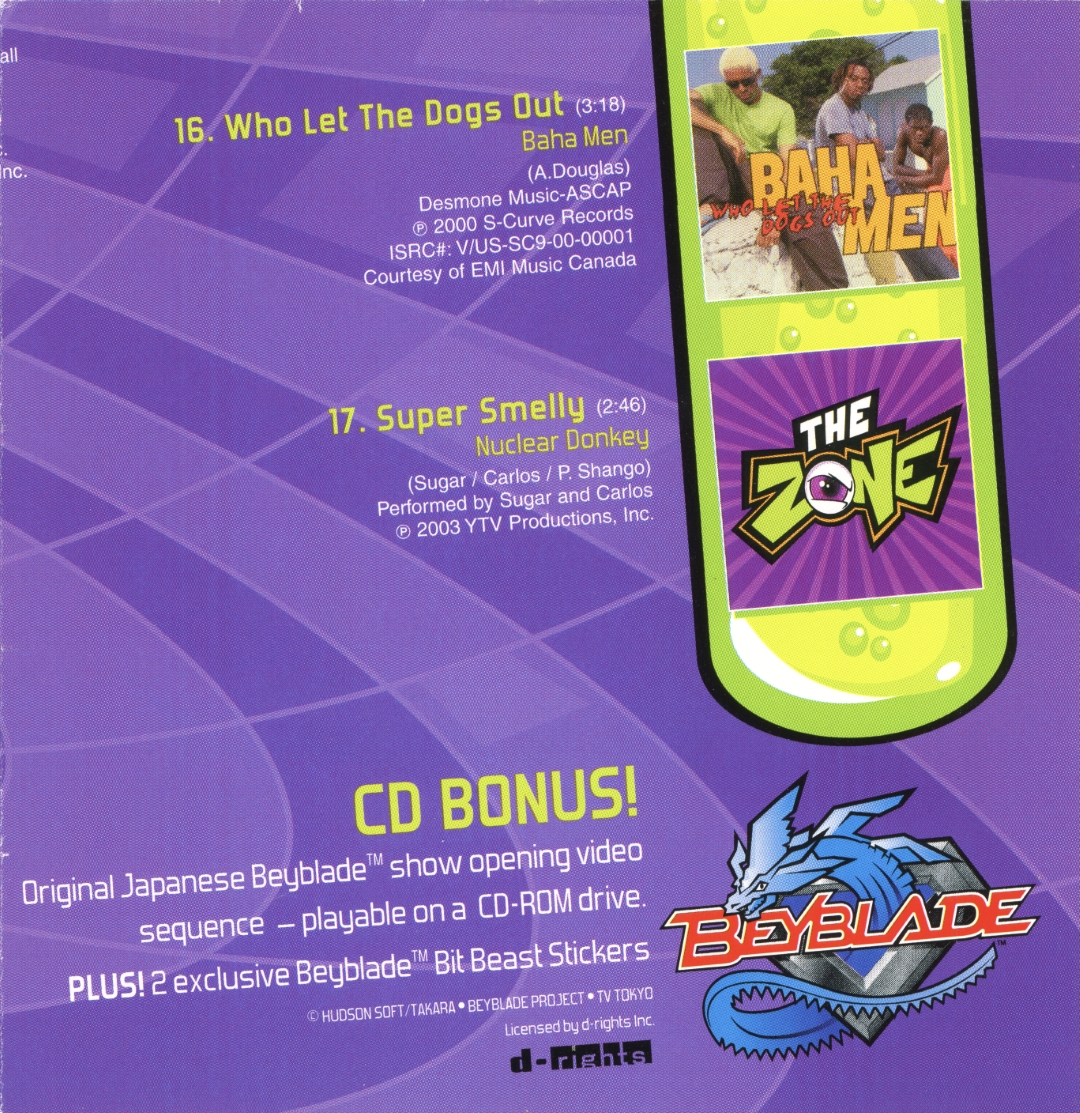 all
Inc.
16. Who Let The Dogs Out (3:18)
Baha Men
(A.Douglas)
Desmone Music-ASCAP
℗ 2000 S-Curve Records
ISRC#: V/US-SC9-00-00001
Courtesy of EMI Music Canada
BAHA
MEN
WHO LET THE
DOGS OUT
17. Super Smelly (2:46)
Nuclear Donkey
(Sugar / Carlos / P. Shango)
Performed by Sugar and Carlos
℗ 2003 YTV Productions, Inc.
THE
ZONE
CD BONUS!
Original Japanese Beyblade™ show opening video
sequence – playable on a CD-ROM drive.
PLUS! 2 exclusive Beyblade™ Bit Beast Stickers
© HUDSON SOFT/TAKARA • BEYBLADE PROJECT • TV TOKYO
Licensed by d-rights Inc.
d-rights
BEYBLADE™